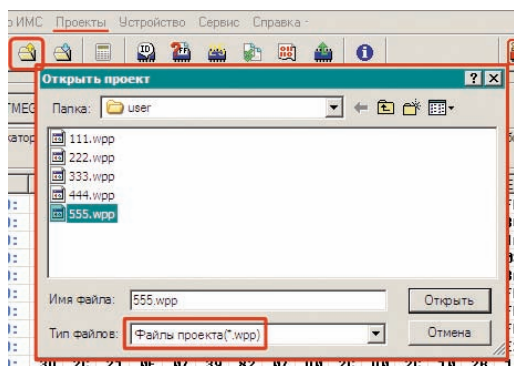 ИМС Проекты Устройство Сервис Справка
Открыть проект
Папка: user
111.wpp
222.wpp
333.wpp
444.wpp
555.wpp
Имя файла: 555.wpp Открыть
Тип файлов: Файлы проекта(*.wpp) Отмена